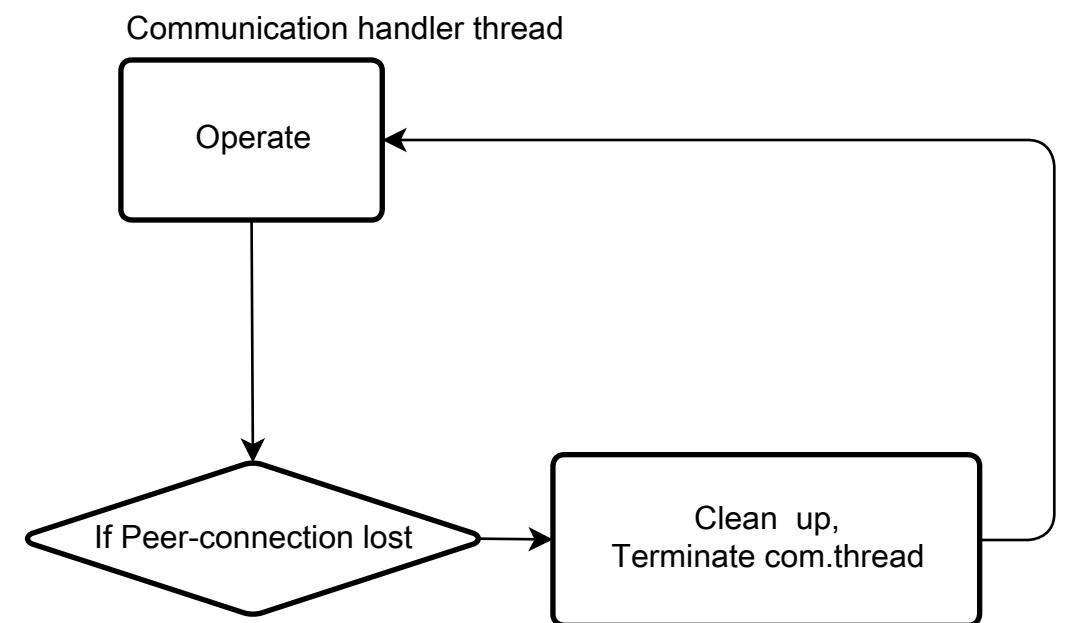 Communication handler thread
Operate
If Peer-connection lost
Clean  up,
Terminate com.thread